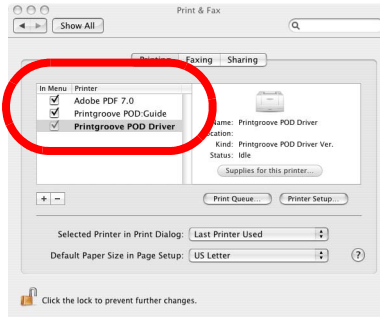 Print & Fax
Show All
Printing Faxing Sharing
In Menu Printer
Adobe PDF 7.0
Printgroove POD:Guide
Printgroove POD Driver
Name: Printgroove POD Driver
Location:
Kind: Printgroove POD Driver Ver.
Status: Idle
Supplies for this printer...
+ −
Print Queue... Printer Setup...
Selected Printer in Print Dialog: Last Printer Used
Default Paper Size in Page Setup: US Letter
?
Click the lock to prevent further changes.